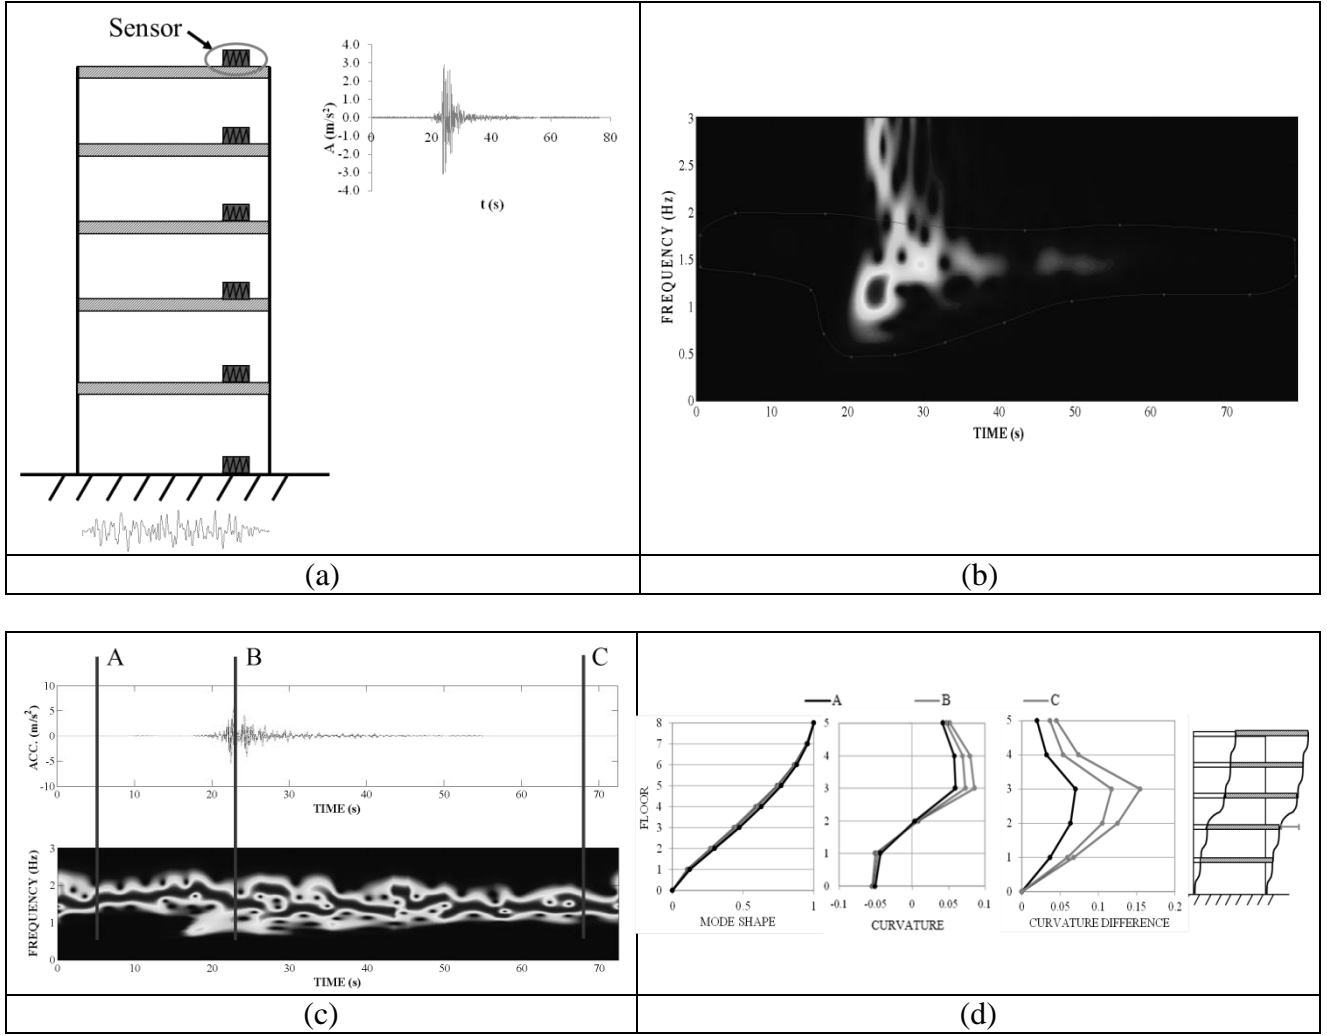 Sensor
A (m/s²)
4.0
3.0
2.0
1.0
0.0
-1.0
-2.0
-3.0
-4.0
0 20 40 60 80
t (s)
(a)
FREQUENCY (Hz)
3
2.5
2
1.5
1
0.5
0
0 10 20 30 40 50 60 70
TIME (s)
(b)
A B C
ACC. (m/s²)
10
5
0
-5
-10
0 10 20 30 40 50 60 70
TIME (s)
FREQUENCY (Hz)
3
2
1
0
0 10 20 30 40 50 60 70
TIME (s)
(c)
A B C
FLOOR
8
7
6
5
4
3
2
1
0
0 0.5 1
MODE SHAPE
5
4
3
2
1
0
-0.1 -0.05 0 0.05 0.1
CURVATURE
5
4
3
2
1
0
0 0.05 0.1 0.15 0.2
CURVATURE DIFFERENCE
(d)